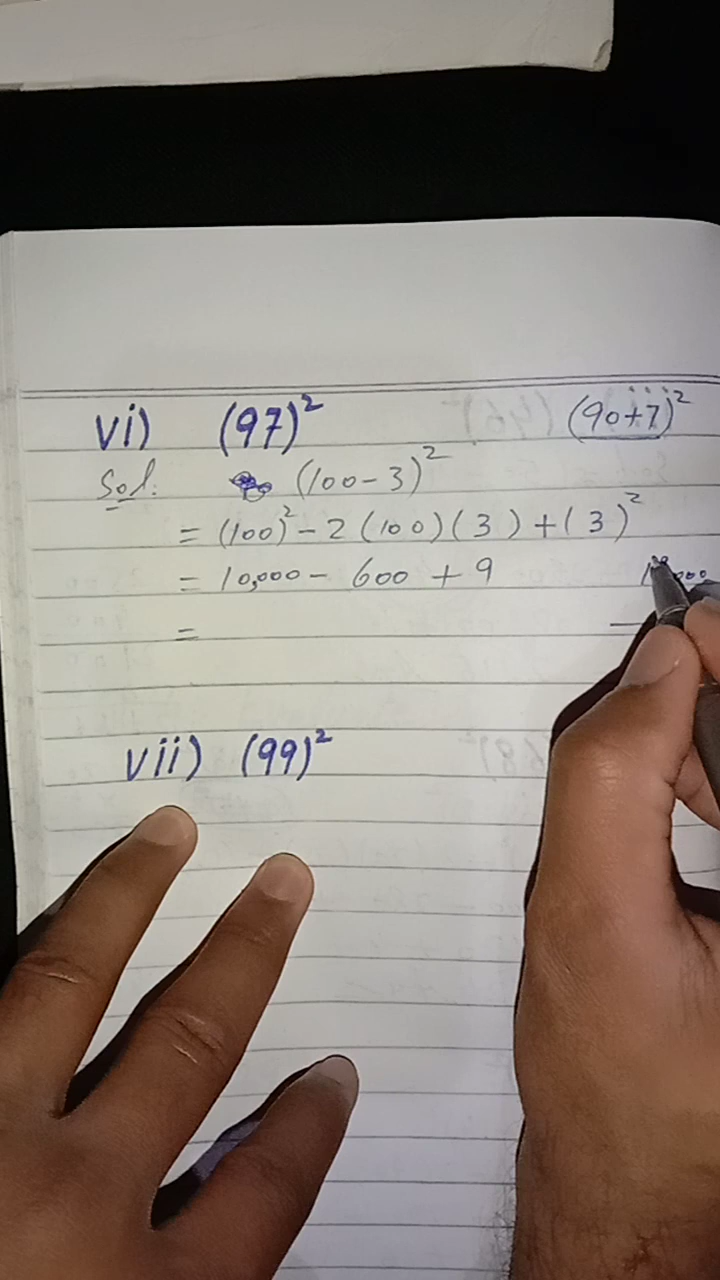 vi) (97)² (90+7)²
Sol: (100-3)²
= (100)² - 2 (100) (3) + (3)²
= 10,000 - 600 + 9
=
vii) (99)²